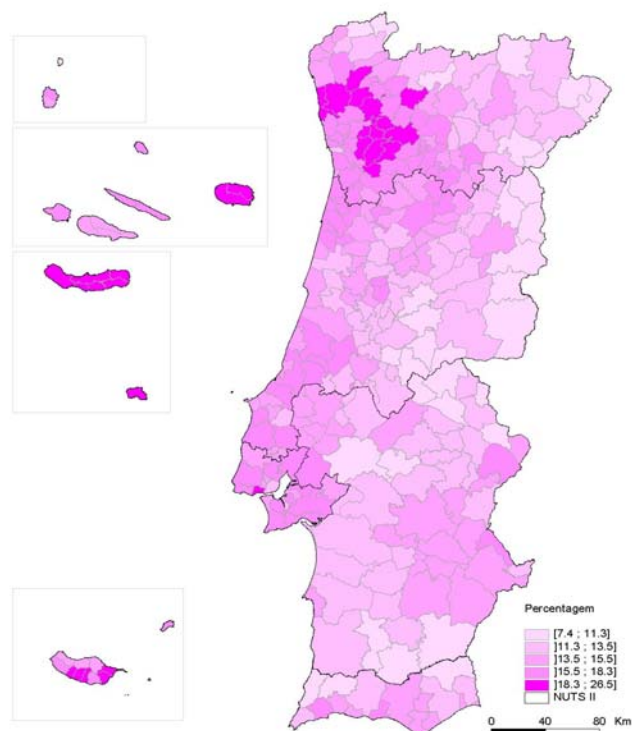 Percentagem
[7.4 ; 11.3]
]11.3 ; 13.5]
]13.5 ; 15.5]
]15.5 ; 18.3]
]18.3 ; 26.5]
NUTS II
0 40 80 Km